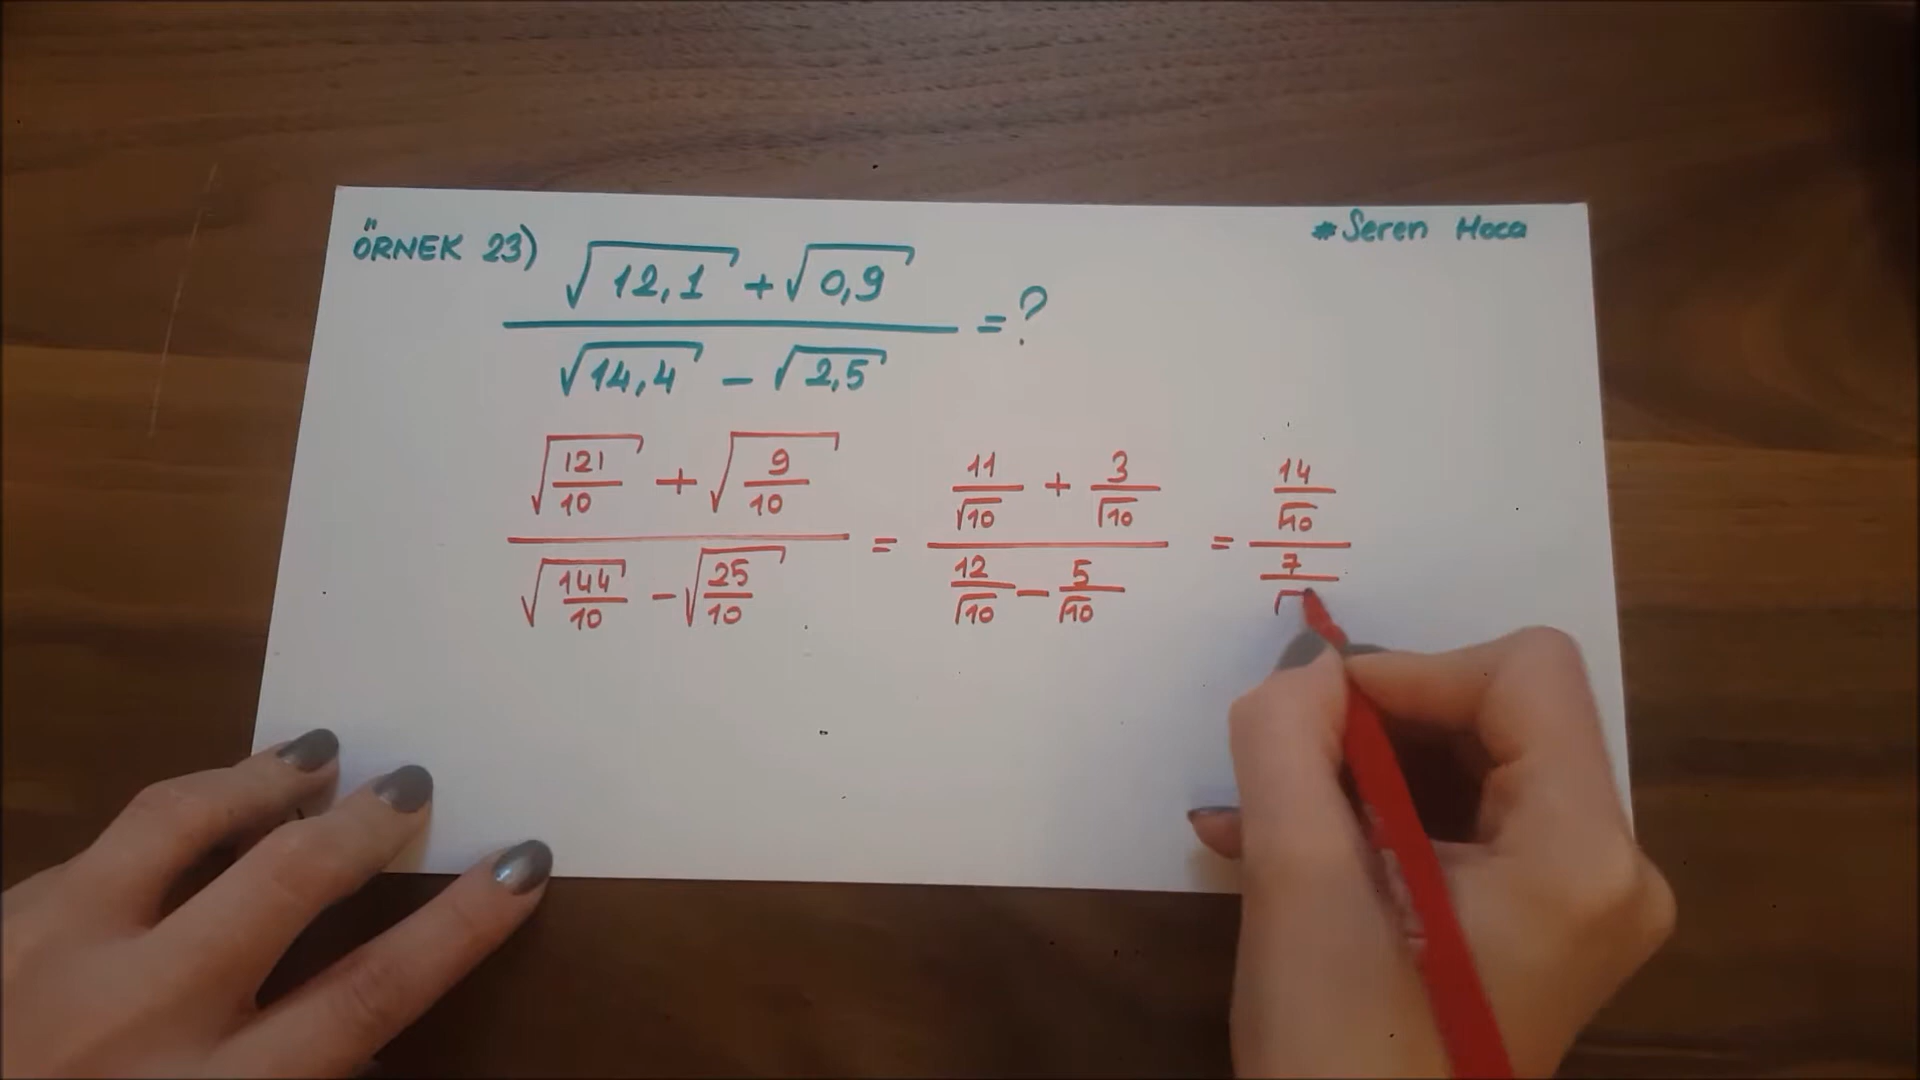 ÖRNEK 23) (√12,1 + √0,9) / (√14,4 - √2,5) = ?
#Seren Hoca
(√(121/10) + √(9/10)) / (√(144/10) - √(25/10)) = (11/√10 + 3/√10) / (12/√10 - 5/√10) = (14/√10) / (7/√